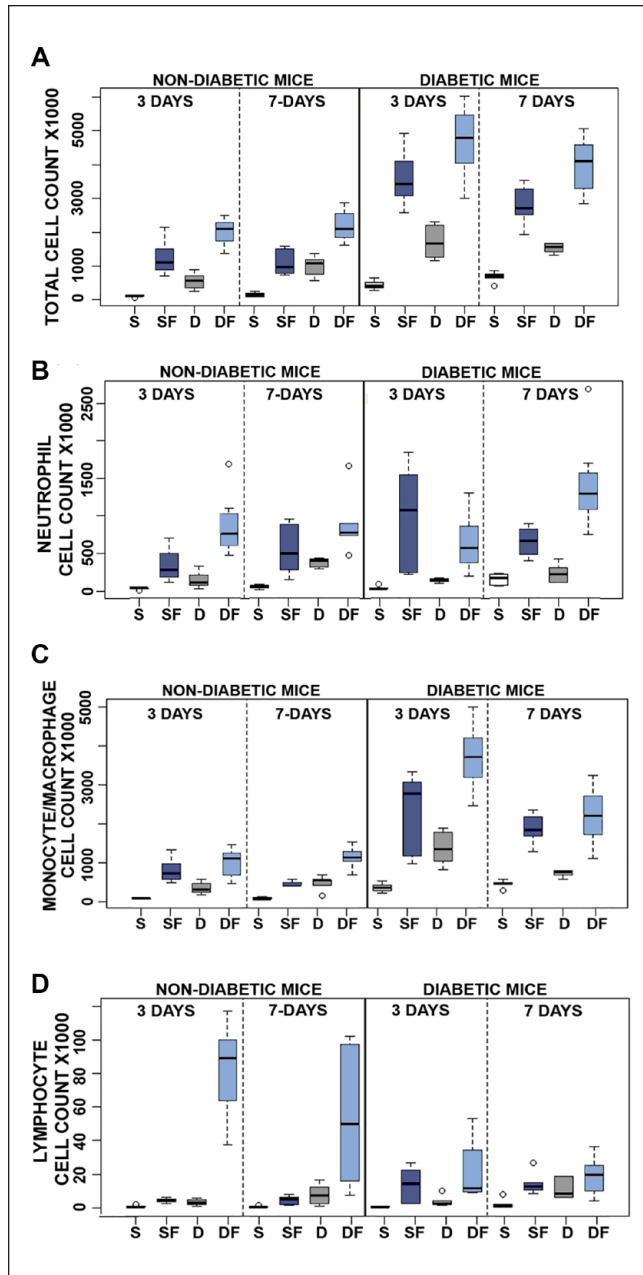 A
NON-DIABETIC MICE DIABETIC MICE
3 DAYS 7-DAYS 3 DAYS 7 DAYS
TOTAL CELL COUNT X1000
5000
3000
1000
0
S SF D DF S SF D DF S SF D DF S SF D DF
B
NON-DIABETIC MICE DIABETIC MICE
3 DAYS 7-DAYS 3 DAYS 7 DAYS
NEUTROPHIL
CELL COUNT X1000
2500
1500
500
0
S SF D DF S SF D DF S SF D DF S SF D DF
C
NON-DIABETIC MICE DIABETIC MICE
3 DAYS 7-DAYS 3 DAYS 7 DAYS
MONOCYTE/MACROPHAGE
CELL COUNT X1000
5000
3000
1000
0
S SF D DF S SF D DF S SF D DF S SF D DF
D
NON-DIABETIC MICE DIABETIC MICE
3 DAYS 7-DAYS 3 DAYS 7 DAYS
LYMPHOCYTE
CELL COUNT X1000
100
80
60
40
20
0
S SF D DF S SF D DF S SF D DF S SF D DF